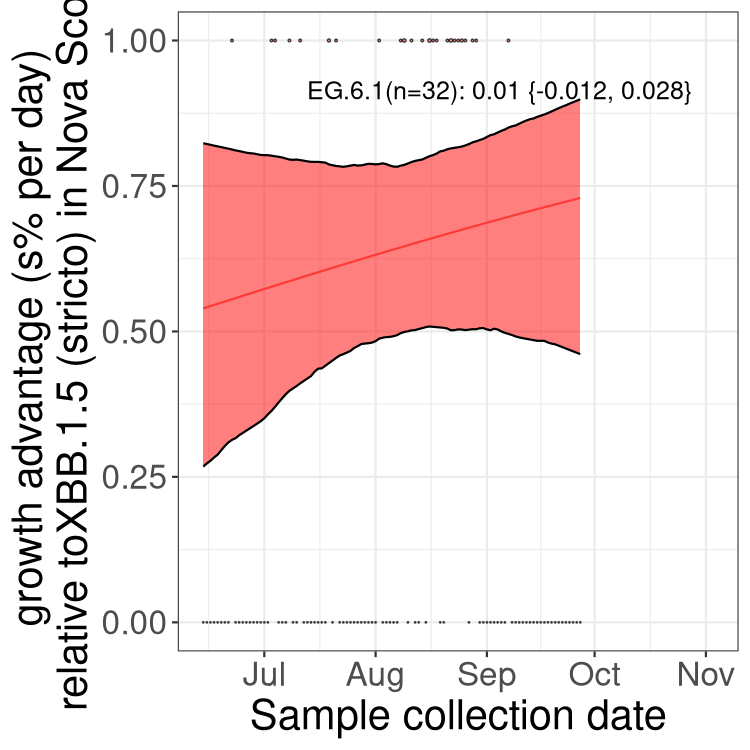 growth advantage (s% per day)
relative toXBB.1.5 (stricto) in Nova Sco
1.00
0.75
0.50
0.25
0.00
EG.6.1(n=32): 0.01 {-0.012, 0.028}
Jul Aug Sep Oct Nov
Sample collection date